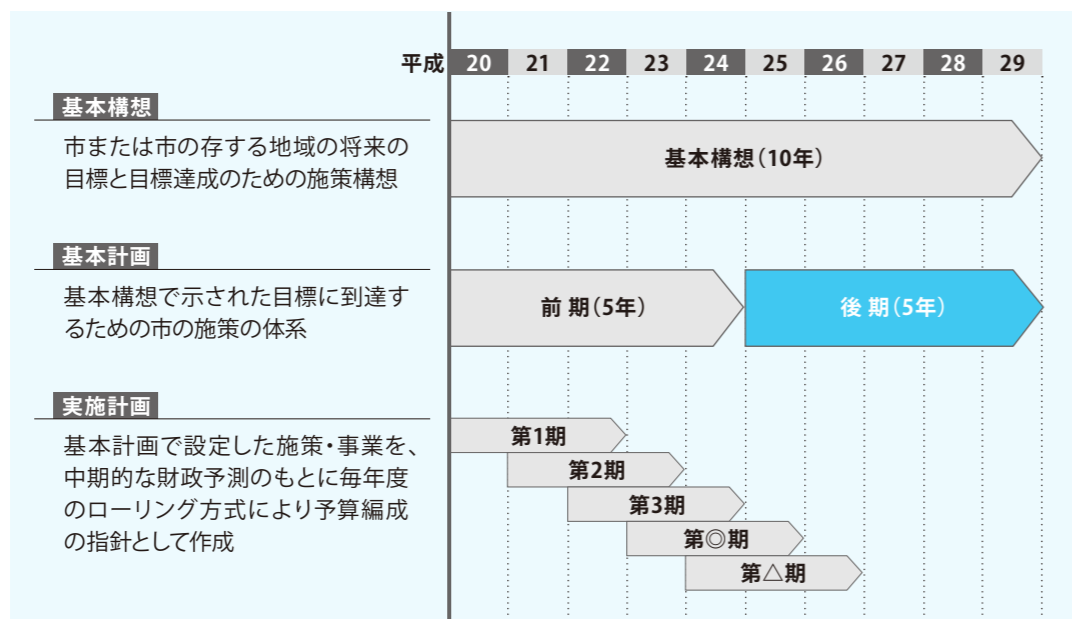 平成 20 21 22 23 24 25 26 27 28 29
基本構想
市または市の存する地域の将来の
目標と目標達成のための施策構想
基本構想(10年)
基本計画
基本構想で示された目標に到達す
るための市の施策の体系
前 期(5年)
後 期(5年)
実施計画
基本計画で設定した施策・事業を、
中期的な財政予測のもとに毎年度
のローリング方式により予算編成
の指針として作成
第1期
第2期
第3期
第◎期
第△期